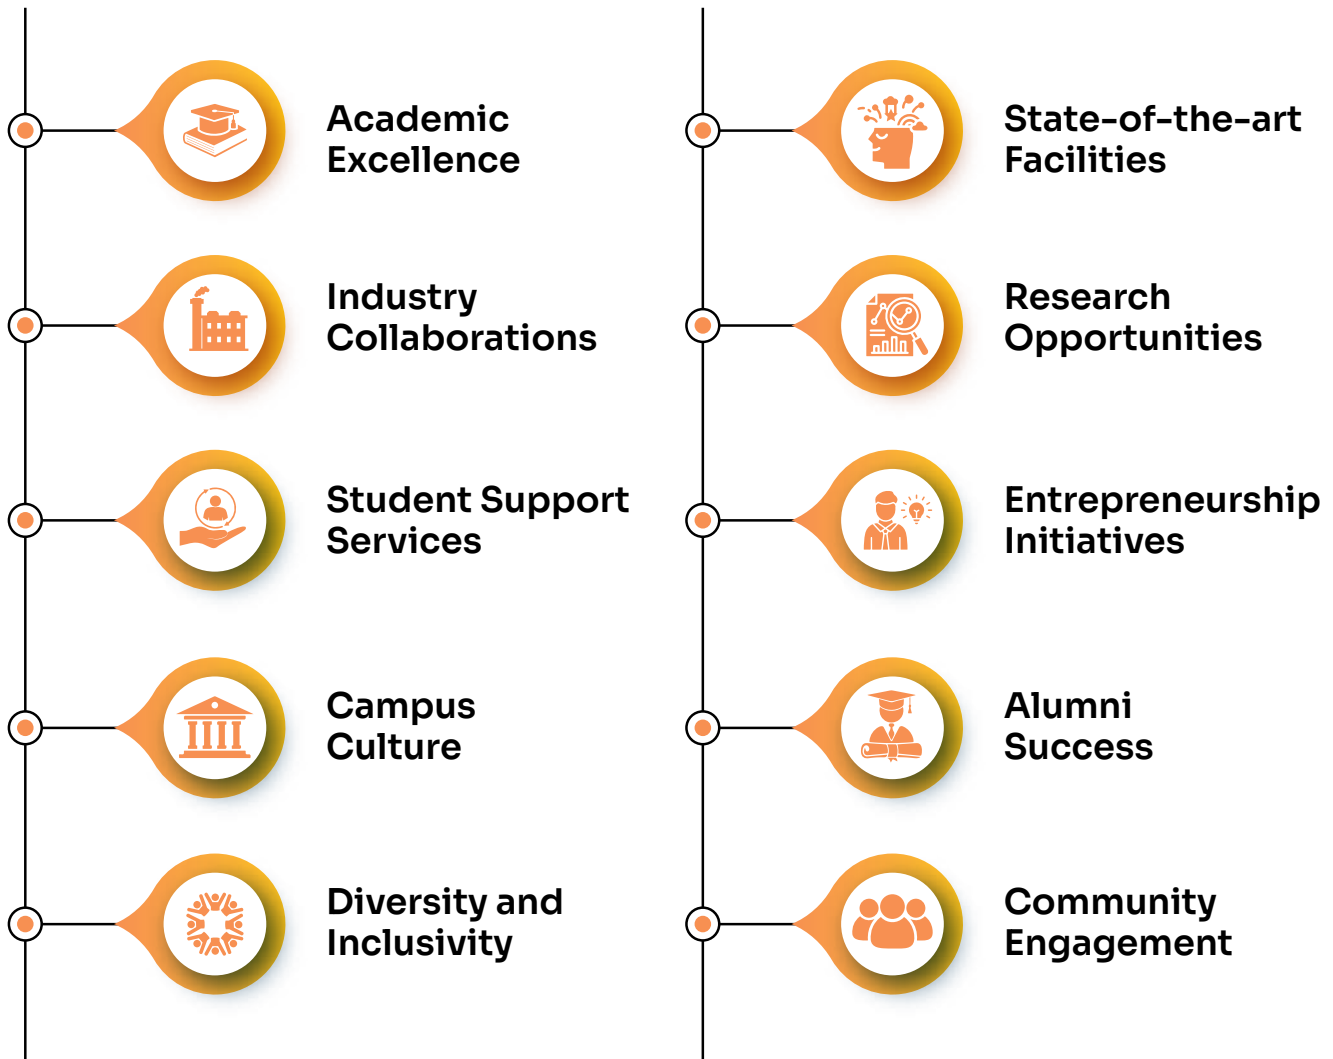 Academic
Excellence
State-of-the-art
Facilities
Industry
Collaborations
Research
Opportunities
Student Support
Services
Entrepreneurship
Initiatives
Campus
Culture
Alumni
Success
Diversity and
Inclusivity
Community
Engagement